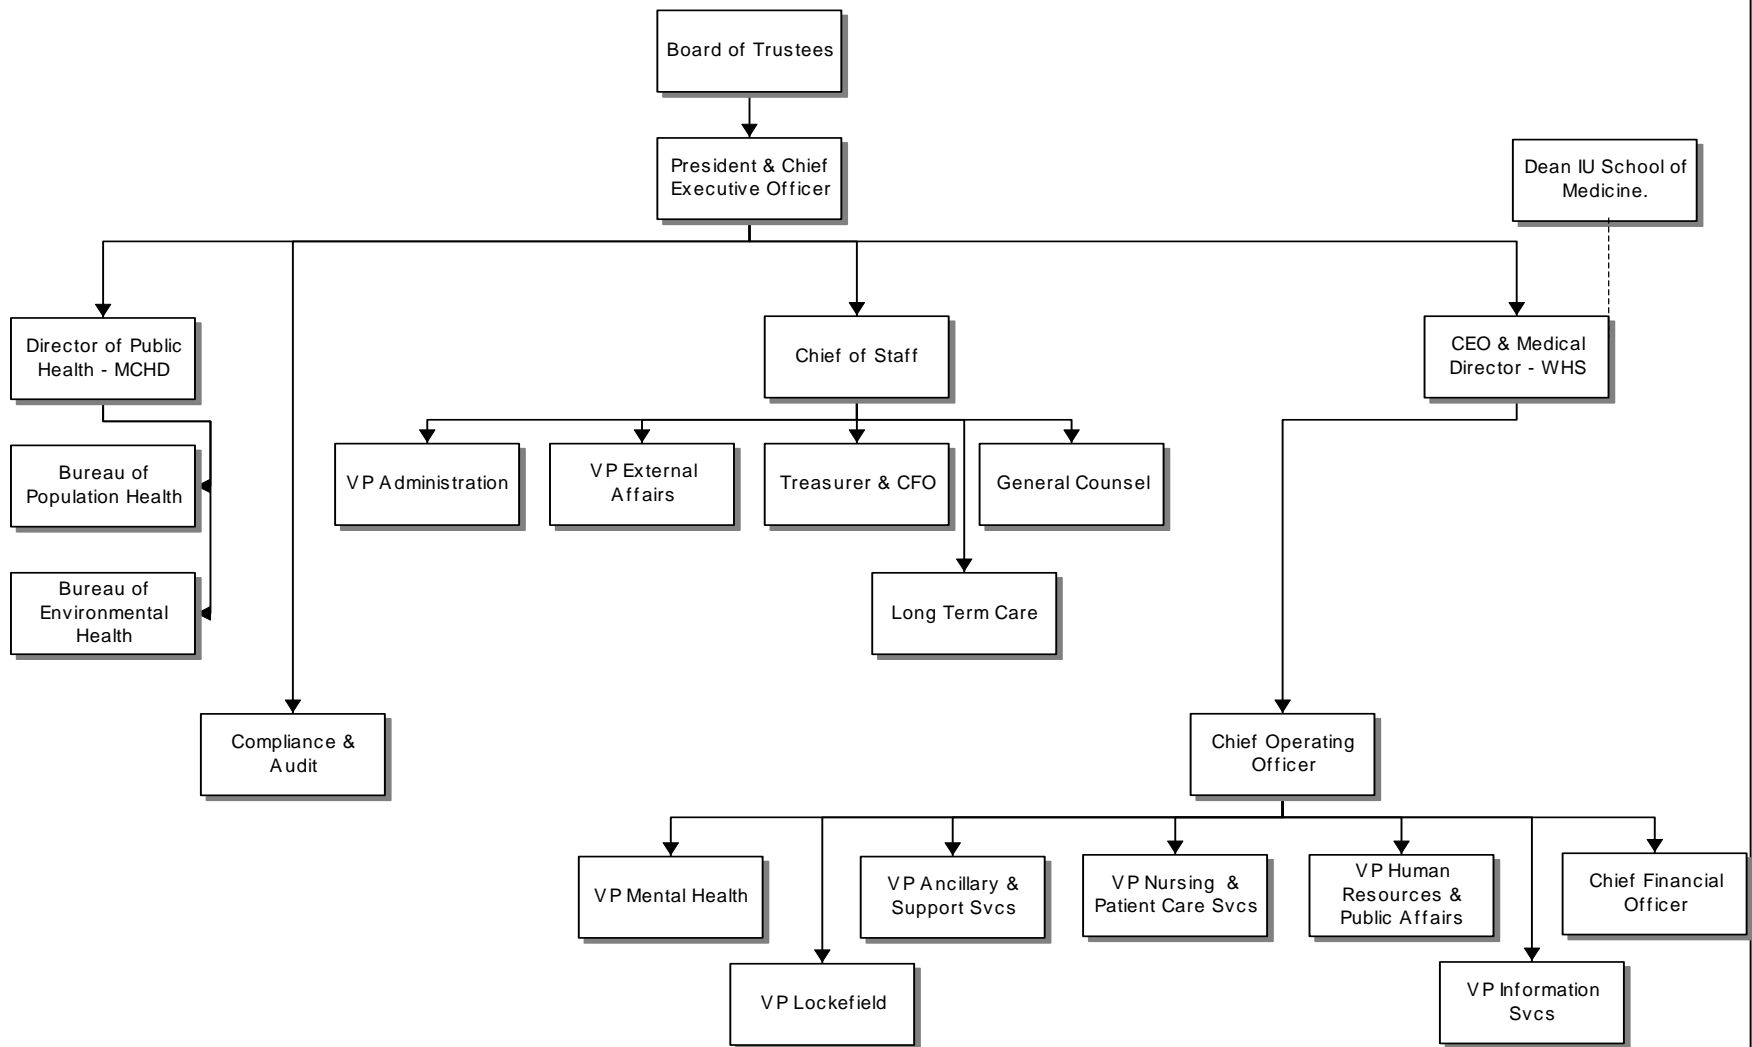 Board of Trustees
President & Chief
Executive Officer
Dean IU School of
Medicine.
Director of Public
Health - MCHD
Chief of Staff
CEO & Medical
Director - WHS
Bureau of
Population Health
VP Administration
VP External
Affairs
Treasurer & CFO
General Counsel
Bureau of
Environmental
Health
Long Term Care
Compliance &
Audit
Chief Operating
Officer
VP Mental Health
VP Ancillary &
Support Svcs
VP Nursing &
Patient Care Svcs
VP Human
Resources &
Public Affairs
Chief Financial
Officer
VP Lockefield
VP Information
Svcs